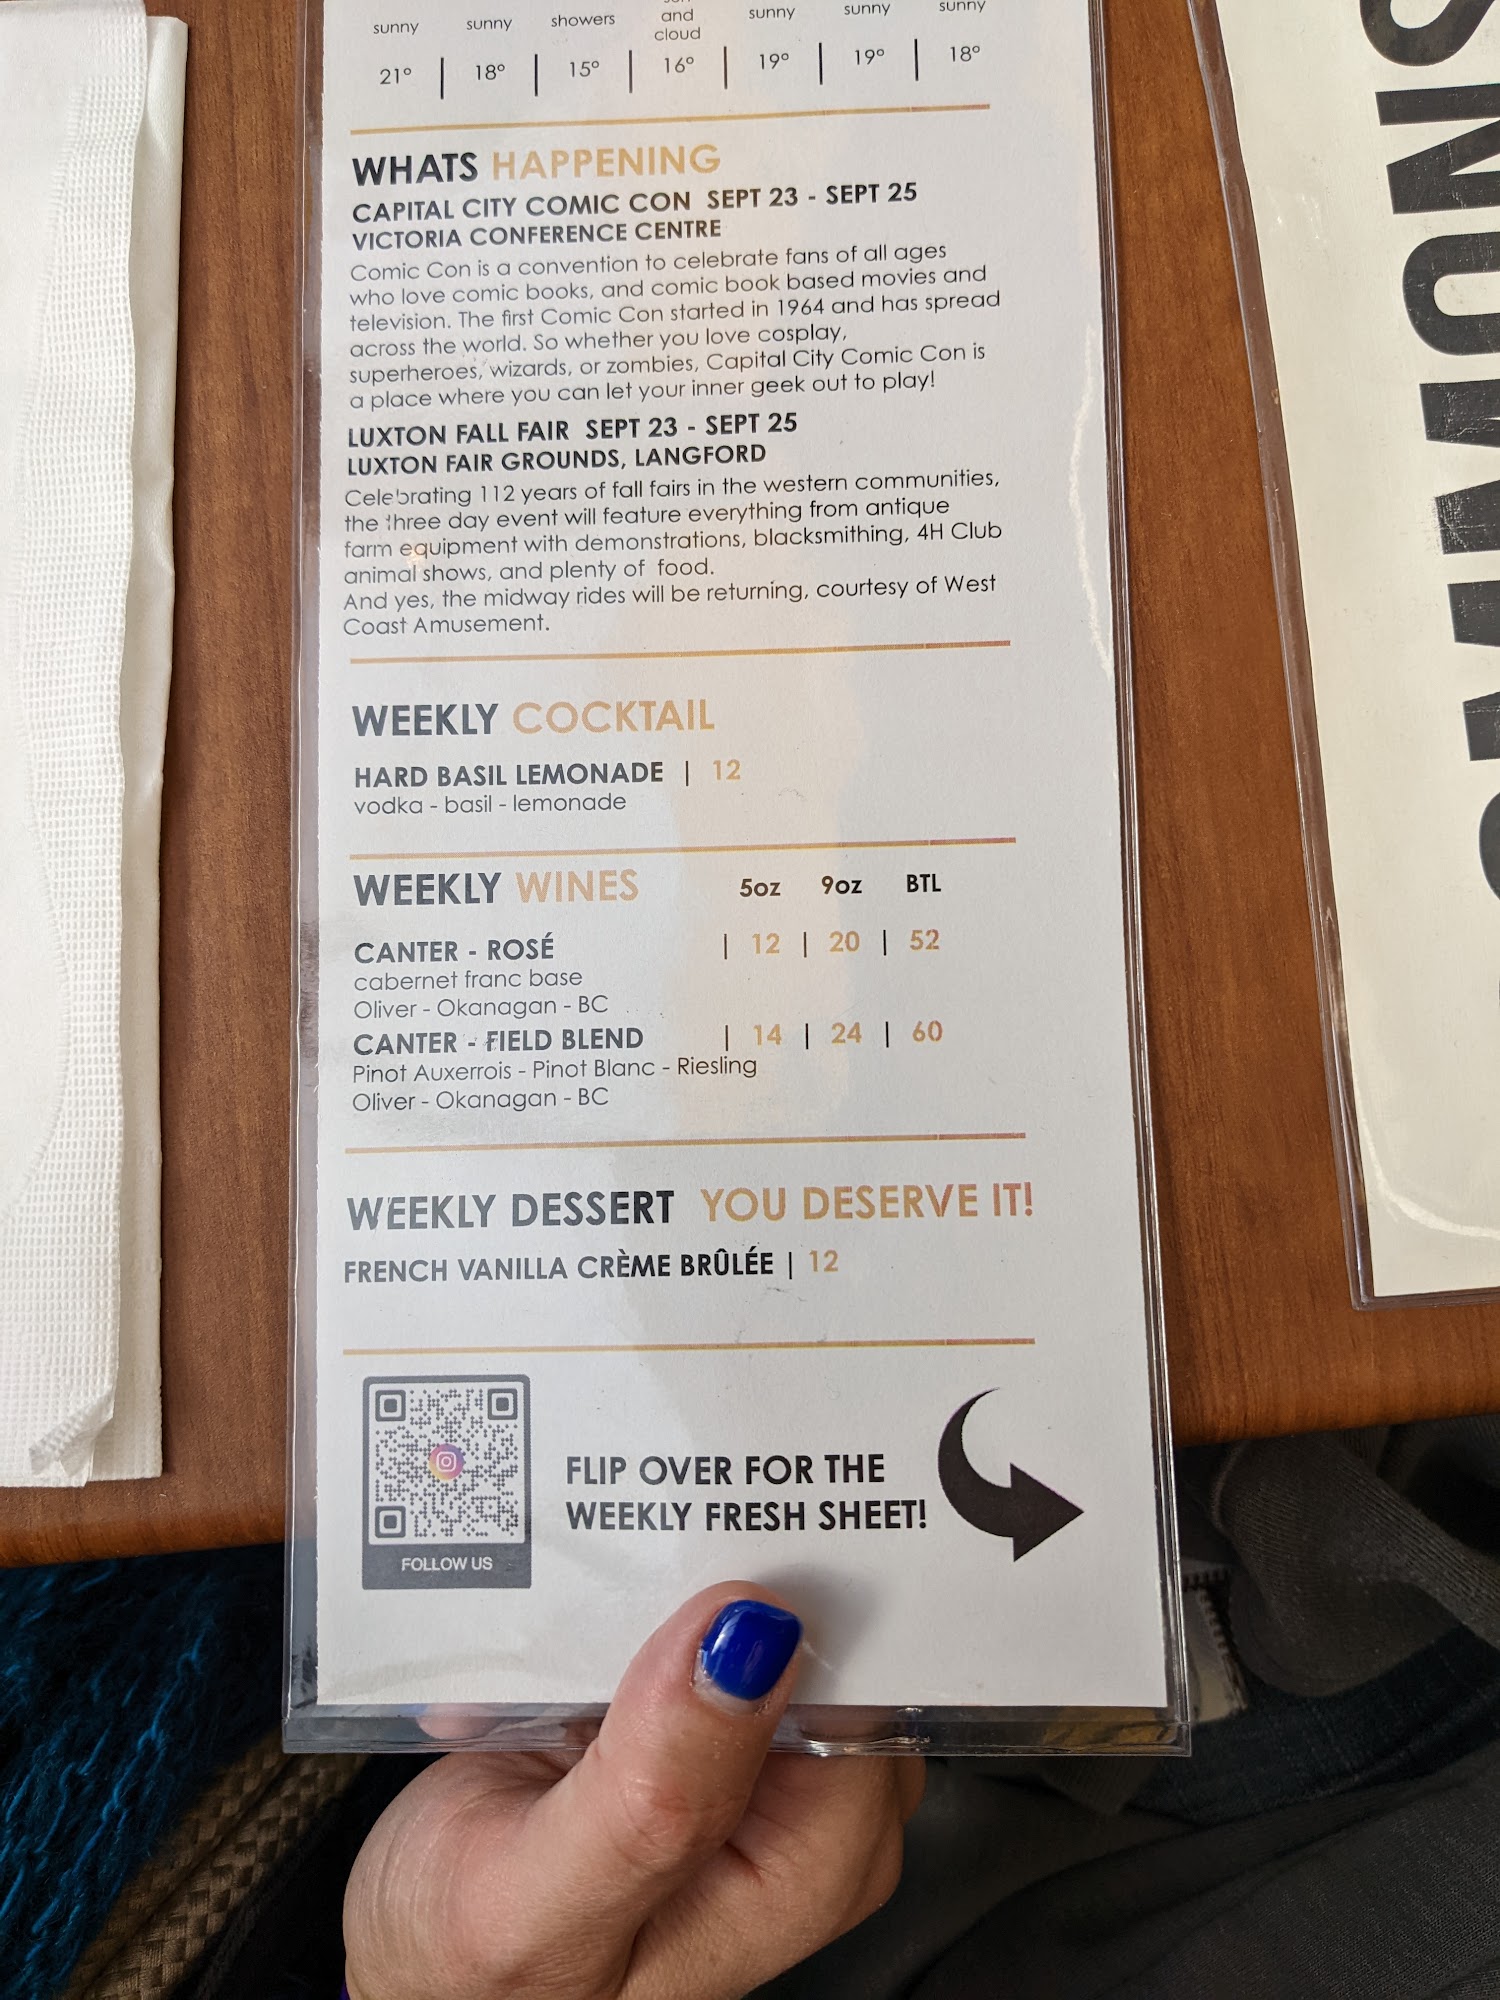 sunny sunny showers and cloud sunny sunny sunny
21° | 18° | 15° | 16° | 19° | 19° | 18°
WHATS HAPPENING
CAPITAL CITY COMIC CON SEPT 23 - SEPT 25
VICTORIA CONFERENCE CENTRE
Comic Con is a convention to celebrate fans of all ages
who love comic books, and comic book based movies and
television. The first Comic Con started in 1964 and has spread
across the world. So whether you love cosplay,
superheroes, wizards, or zombies, Capital City Comic Con is
a place where you can let your inner geek out to play!
LUXTON FALL FAIR SEPT 23 - SEPT 25
LUXTON FAIR GROUNDS, LANGFORD
Celebrating 112 years of fall fairs in the western communities,
the three day event will feature everything from antique
farm equipment with demonstrations, blacksmithing, 4H Club
animal shows, and plenty of food.
And yes, the midway rides will be returning, courtesy of West
Coast Amusement.
WEEKLY COCKTAIL
HARD BASIL LEMONADE | 12
vodka - basil - lemonade
WEEKLY WINES 5oz 9oz BTL
CANTER - ROSÉ | 12 | 20 | 52
cabernet franc base
Oliver - Okanagan - BC
CANTER - FIELD BLEND | 14 | 24 | 60
Pinot Auxerrois - Pinot Blanc - Riesling
Oliver - Okanagan - BC
WEEKLY DESSERT YOU DESERVE IT!
FRENCH VANILLA CRÈME BRÛLÉE | 12
FLIP OVER FOR THE
WEEKLY FRESH SHEET!
FOLLOW US